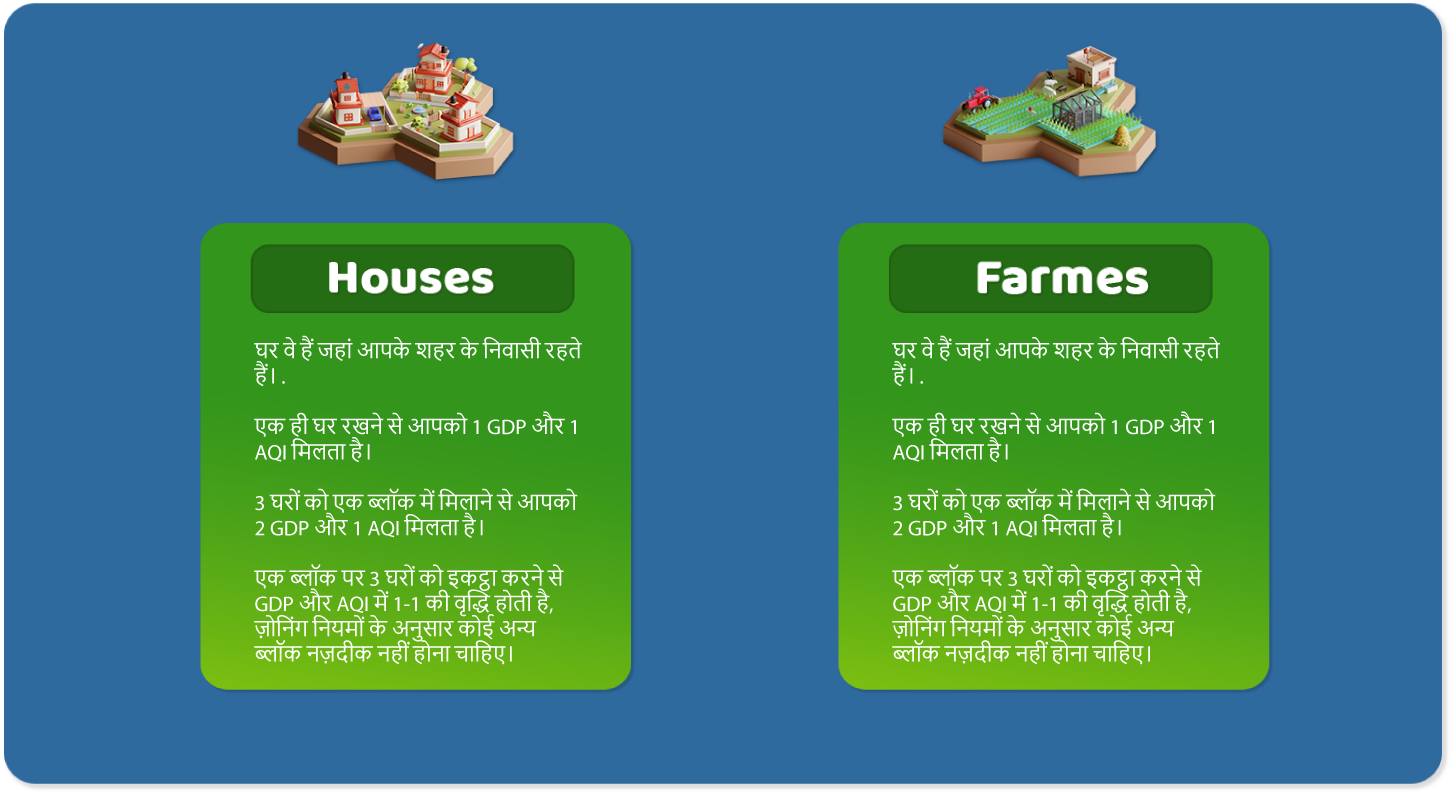 Houses
घर वे हैं जहां आपके शहर के निवासी रहते
हैं। .
एक ही घर रखने से आपको 1 GDP और 1
AQI मिलता है।
3 घरों को एक ब्लॉक में मिलाने से आपको
2 GDP और 1 AQI मिलता है।
एक ब्लॉक पर 3 घरों को इकट्ठा करने से
GDP और AQI में 1-1 की वृद्धि होती है,
ज़ोनिंग नियमों के अनुसार कोई अन्य
ब्लॉक नज़दीक नहीं होना चाहिए।
Farmes
घर वे हैं जहां आपके शहर के निवासी रहते
हैं। .
एक ही घर रखने से आपको 1 GDP और 1
AQI मिलता है।
3 घरों को एक ब्लॉक में मिलाने से आपको
2 GDP और 1 AQI मिलता है।
एक ब्लॉक पर 3 घरों को इकट्ठा करने से
GDP और AQI में 1-1 की वृद्धि होती है,
ज़ोनिंग नियमों के अनुसार कोई अन्य
ब्लॉक नज़दीक नहीं होना चाहिए।